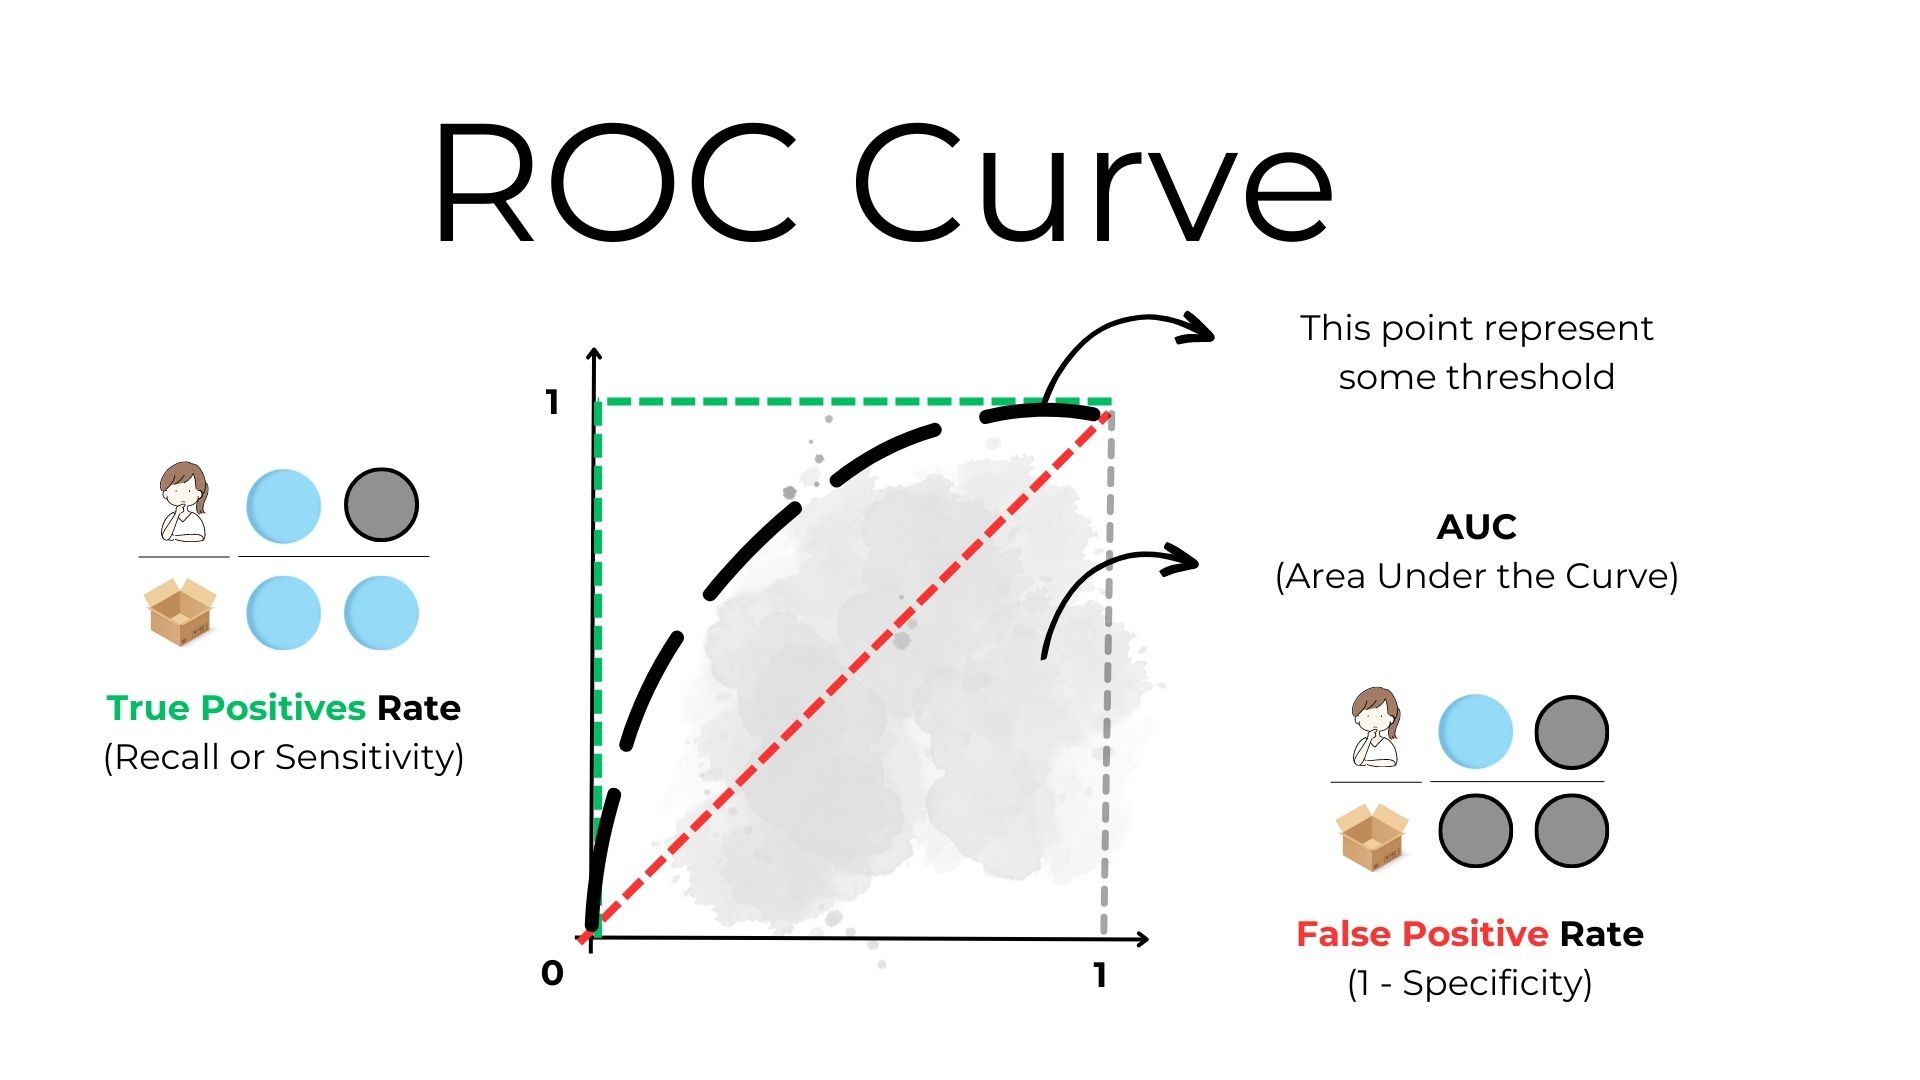 ROC Curve
This point represent
some threshold
1
AUC
(Area Under the Curve)
True Positives Rate
(Recall or Sensitivity)
False Positive Rate
(1 - Specificity)
0
1